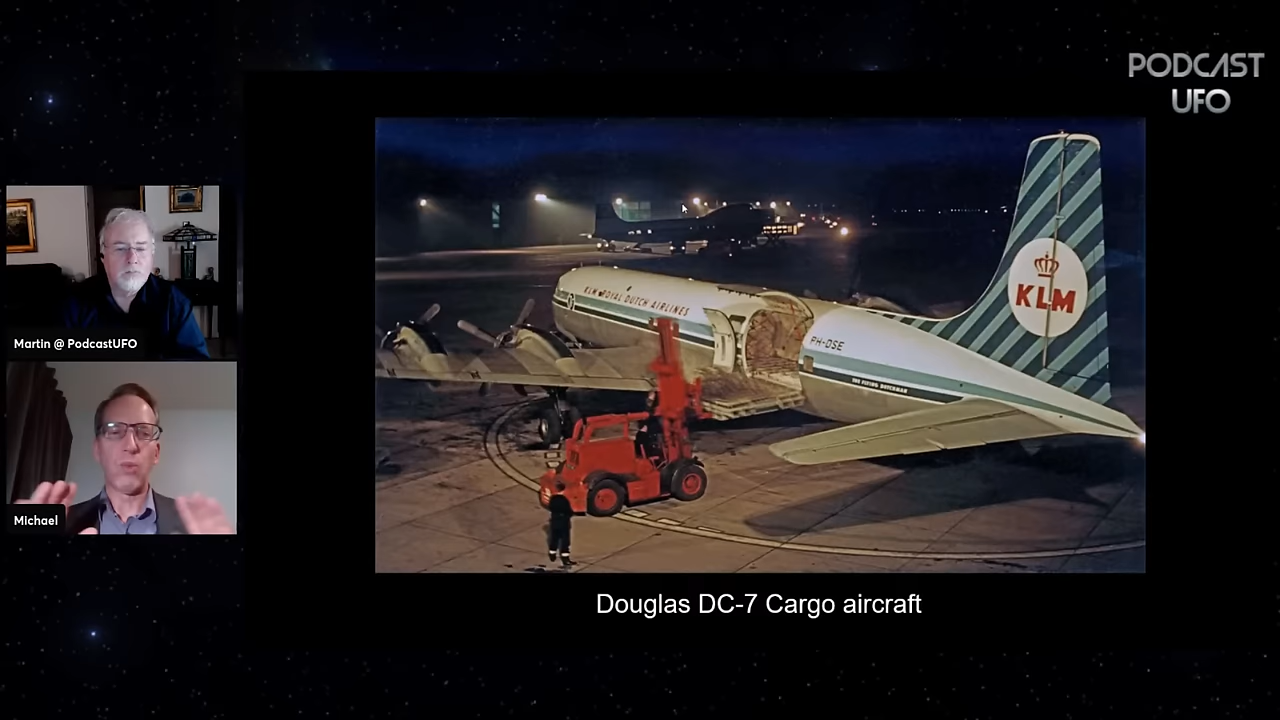 PODCAST
UFO
KLM ROYAL DUTCH AIRLINES
PH-DSE
THE FLYING DUTCHMAN
KLM
Martin @ PodcastUFO
Michael
Douglas DC-7 Cargo aircraft